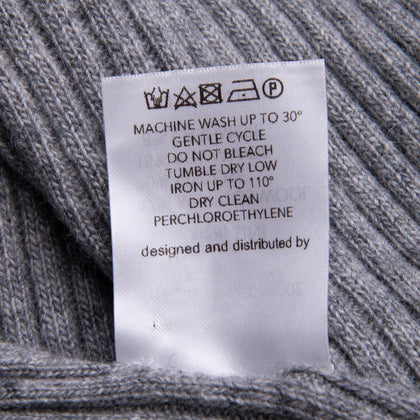 P
MACHINE WASH UP TO 30°
GENTLE CYCLE
DO NOT BLEACH
TUMBLE DRY LOW
IRON UP TO 110°
DRY CLEAN
PERCHLOROETHYLENE
designed and distributed by